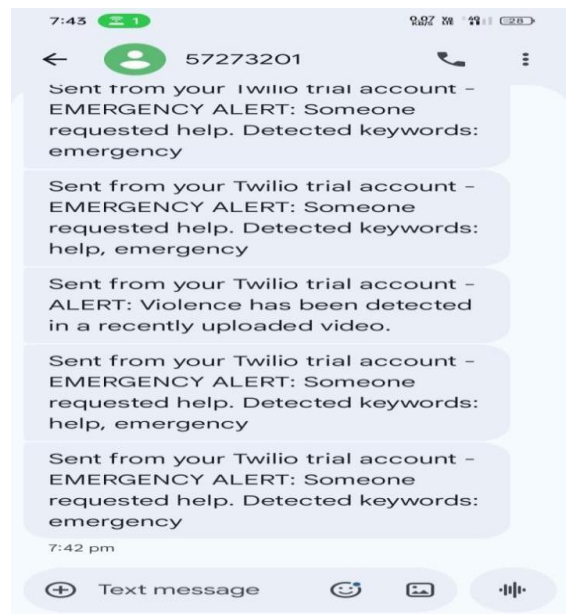 7:43 1 28
57273201
Sent from your Twilio trial account -
EMERGENCY ALERT: Someone
requested help. Detected keywords:
emergency
Sent from your Twilio trial account -
EMERGENCY ALERT: Someone
requested help. Detected keywords:
help, emergency
Sent from your Twilio trial account -
ALERT: Violence has been detected
in a recently uploaded video.
Sent from your Twilio trial account -
EMERGENCY ALERT: Someone
requested help. Detected keywords:
help, emergency
Sent from your Twilio trial account -
EMERGENCY ALERT: Someone
requested help. Detected keywords:
emergency
7:42 pm
Text message